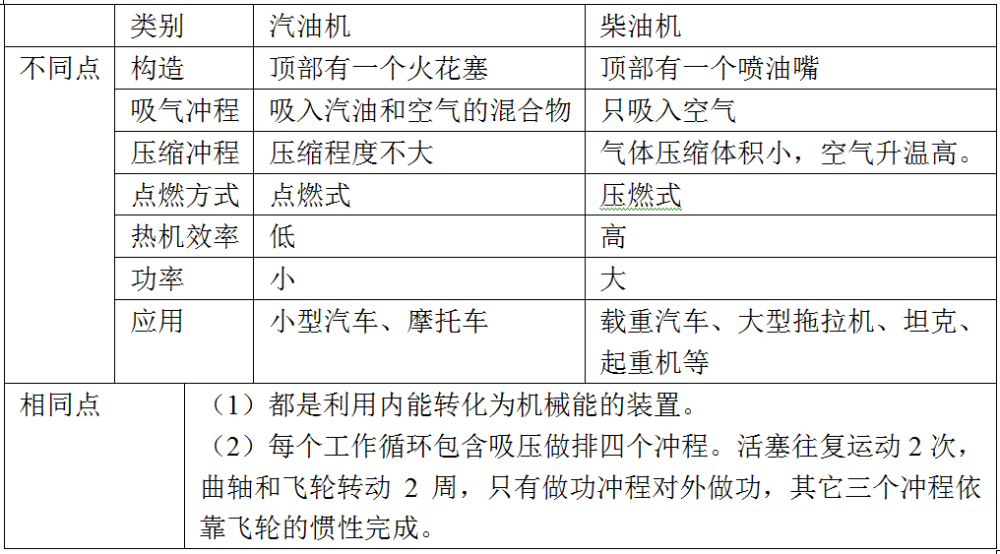 类别 汽油机 柴油机
不同点 构造 顶部有一个火花塞 顶部有一个喷油嘴
吸气冲程 吸入汽油和空气的混合物 只吸入空气
压缩冲程 压缩程度不大 气体压缩体积小，空气升温高。
点燃方式 点燃式 压燃式
热机效率 低 高
功率 小 大
应用 小型汽车、摩托车 载重汽车、大型拖拉机、坦克、
起重机等
相同点 （1）都是利用内能转化为机械能的装置。
（2）每个工作循环包含吸压做排四个冲程。活塞往复运动2次，
曲轴和飞轮转动 2 周，只有做功冲程对外做功，其它三个冲程依
靠飞轮的惯性完成。